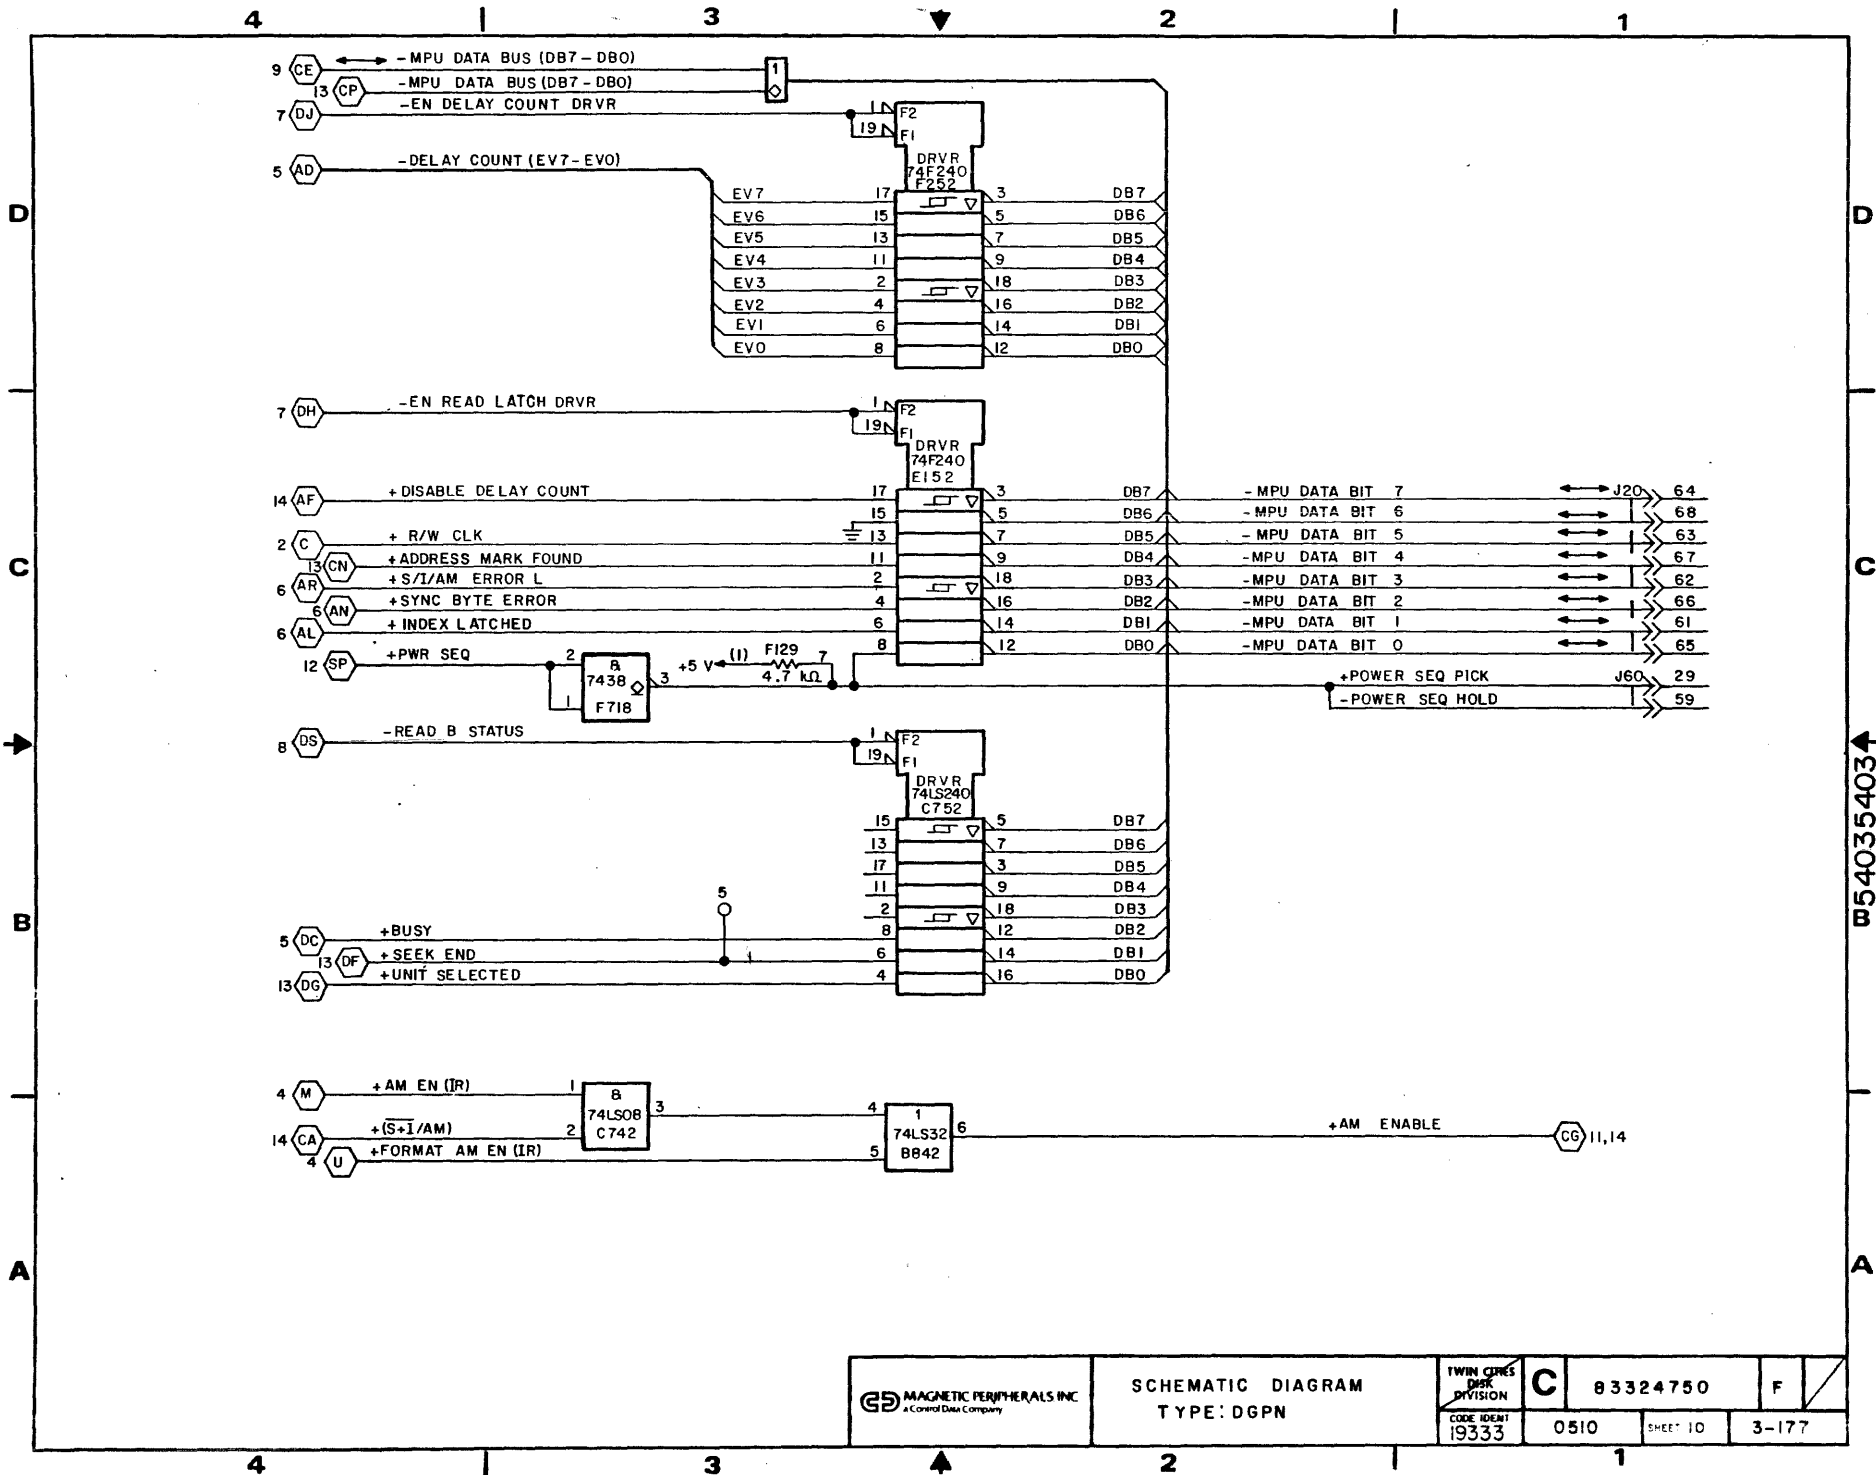 4 3 2 1
9 CE -MPU DATA BUS (DB7-DB0) 1
13 CP -MPU DATA BUS (DB7-DB0)
7 DJ -EN DELAY COUNT DRVR 1 F2
19 F1
5 AD -DELAY COUNT (EV7-EV0)
DRVR
74F240
F252
EV7 17 3 DB7
D EV6 15 5 DB6 D
EV5 13 7 DB5
EV4 11 9 DB4
EV3 2 18 DB3
EV2 4 16 DB2
EV1 6 14 DB1
EV0 8 12 DB0
7 DH -EN READ LATCH DRVR 1 F2
19 F1
DRVR
74F240
E152
14 AF +DISABLE DELAY COUNT 17 3 DB7 -MPU DATA BIT 7 J20 64
15 5 DB6 -MPU DATA BIT 6 68
2 C + R/W CLK 13 7 DB5 -MPU DATA BIT 5 63
C 13 CN +ADDRESS MARK FOUND 11 9 DB4 -MPU DATA BIT 4 67 C
6 AR +S/I/AM ERROR L 2 18 DB3 -MPU DATA BIT 3 62
6 AN +SYNC BYTE ERROR 4 16 DB2 -MPU DATA BIT 2 66
6 AL +INDEX LATCHED 6 14 DB1 -MPU DATA BIT 1 61
8 12 DB0 -MPU DATA BIT 0 65
12 SP +PWR SEQ 2 & 7438 F718 1 3 +5 V (1) F129 7 4.7 kΩ
+POWER SEQ PICK J60 29
-POWER SEQ HOLD 59
8 DS -READ B STATUS 1 F2
19 F1
DRVR
74LS240
C752
15 5 DB7
13 7 DB6
17 3 DB5
11 9 DB4
B 5 2 18 DB3 B
5 DC +BUSY 8 12 DB2
13 DF +SEEK END 6 14 DB1
13 DG +UNIT SELECTED 4 16 DB0
854035403
4 M +AM EN (IR) 1 & 74LS08 C742 3 4 1 74LS32 B842 6
14 CA +(S+I/AM) 2 +AM ENABLE CG 11,14
4 U +FORMAT AM EN (IR) 5
A A
MAGNETIC PERIPHERALS INC
a Control Data Company
SCHEMATIC DIAGRAM
TYPE: DGPN
TWIN CITIES
DISK
DIVISION
C 83324750 F
CODE IDENT
19333
0510 SHEET 10 3-177
4 3 2 1